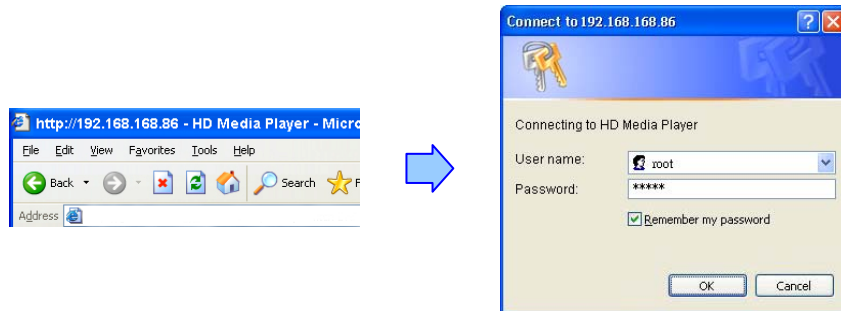 http://192.168.168.86 - HD Media Player - Micro
File Edit View Favorites Tools Help
Back Search F
Address
Connect to 192.168.168.86
Connecting to HD Media Player
User name: root
Password: *****
Remember my password
OK Cancel